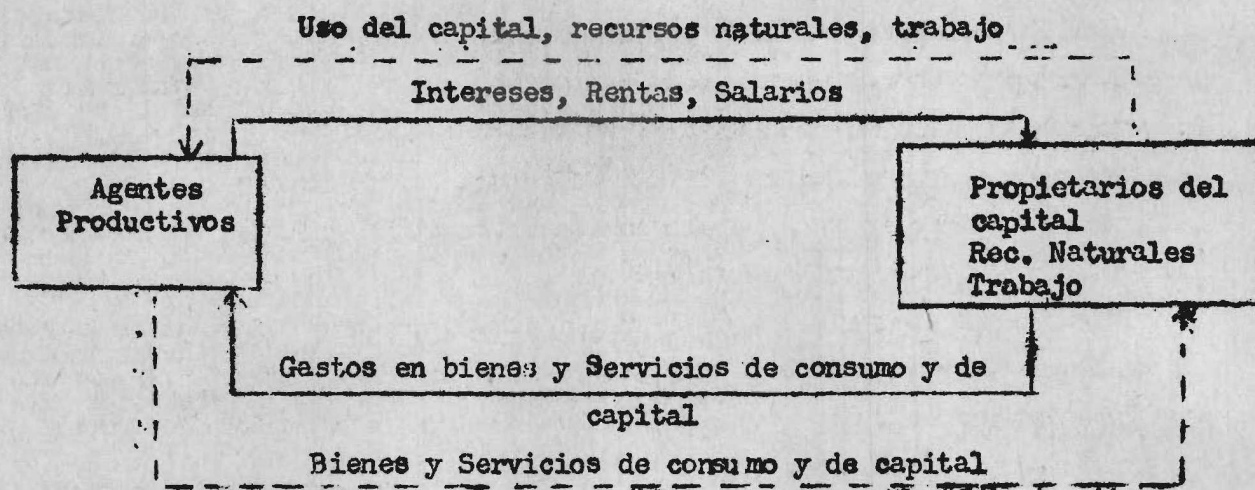 Uso del capital, recursos naturales, trabajo
Intereses, Rentas, Salarios
Agentes
Productivos
Propietarios del
capital
Rec. Naturales
Trabajo
Gastos en bienes y Servicios de consumo y de
capital
Bienes y Servicios de consumo y de capital